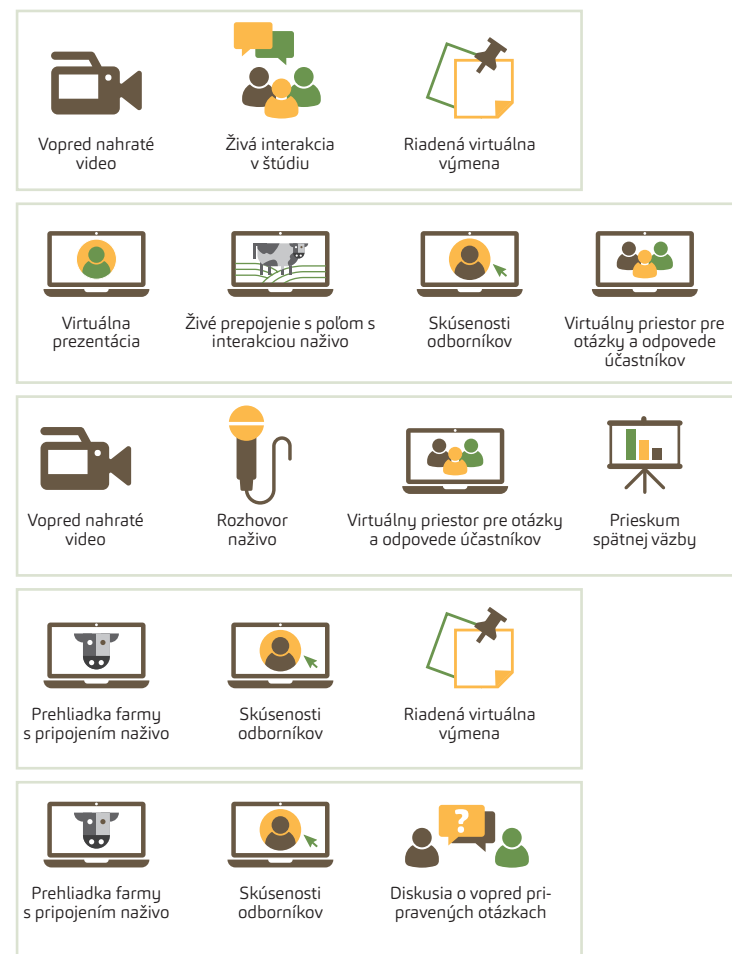 Vopred nahraté
video
Živá interakcia
v štúdiu
Riadená virtuálna
výmena
Virtuálna
prezentácia
Živé prepojenie s poľom s
interakciou naživo
Skúsenosti
odborníkov
Virtuálny priestor pre
otázky a odpovede
účastníkov
Vopred nahraté
video
Rozhovor
naživo
Virtuálny priestor pre otázky
a odpovede účastníkov
Prieskum
spätnej väzby
Prehliadka farmy
s pripojením naživo
Skúsenosti
odborníkov
Riadená virtuálna
výmena
Prehliadka farmy
s pripojením naživo
Skúsenosti
odborníkov
?
Diskusia o vopred pri-
pravených otázkach